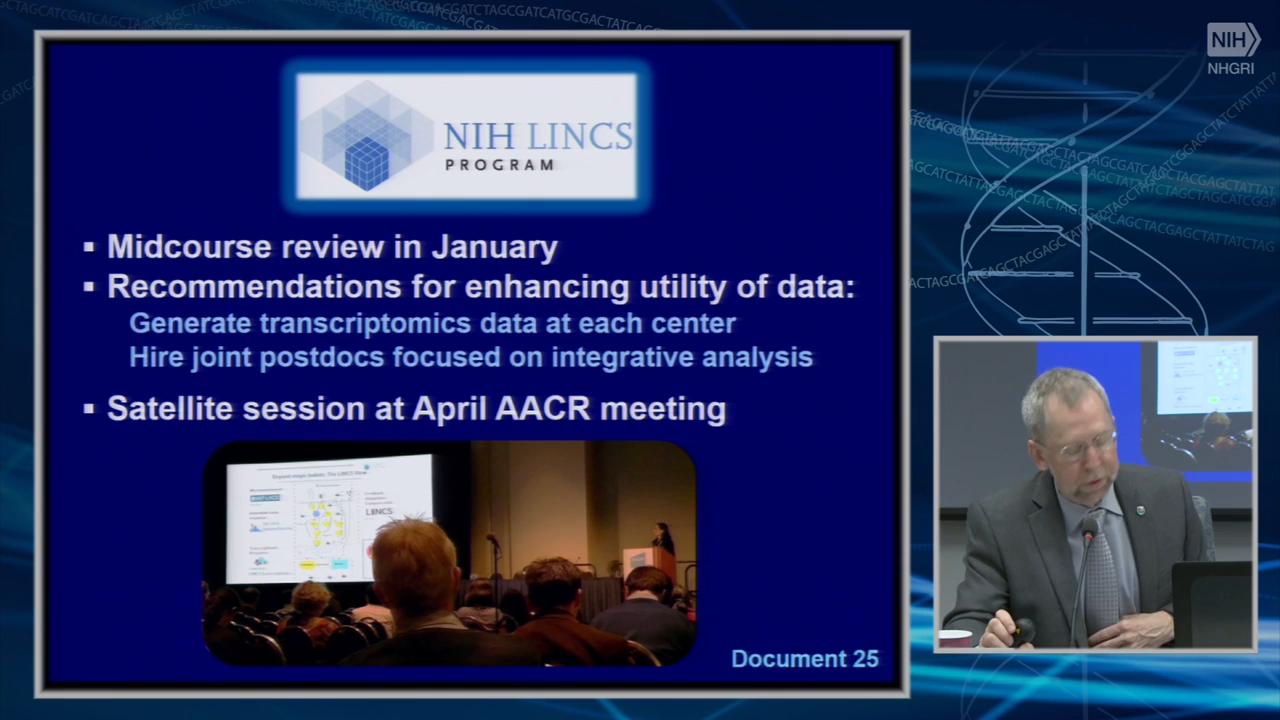 NIH
NHGRI
NIH LINCS
PROGRAM
▪ Midcourse review in January
▪ Recommendations for enhancing utility of data:
Generate transcriptomics data at each center
Hire joint postdocs focused on integrative analysis
▪ Satellite session at April AACR meeting
LINCS
Document 25